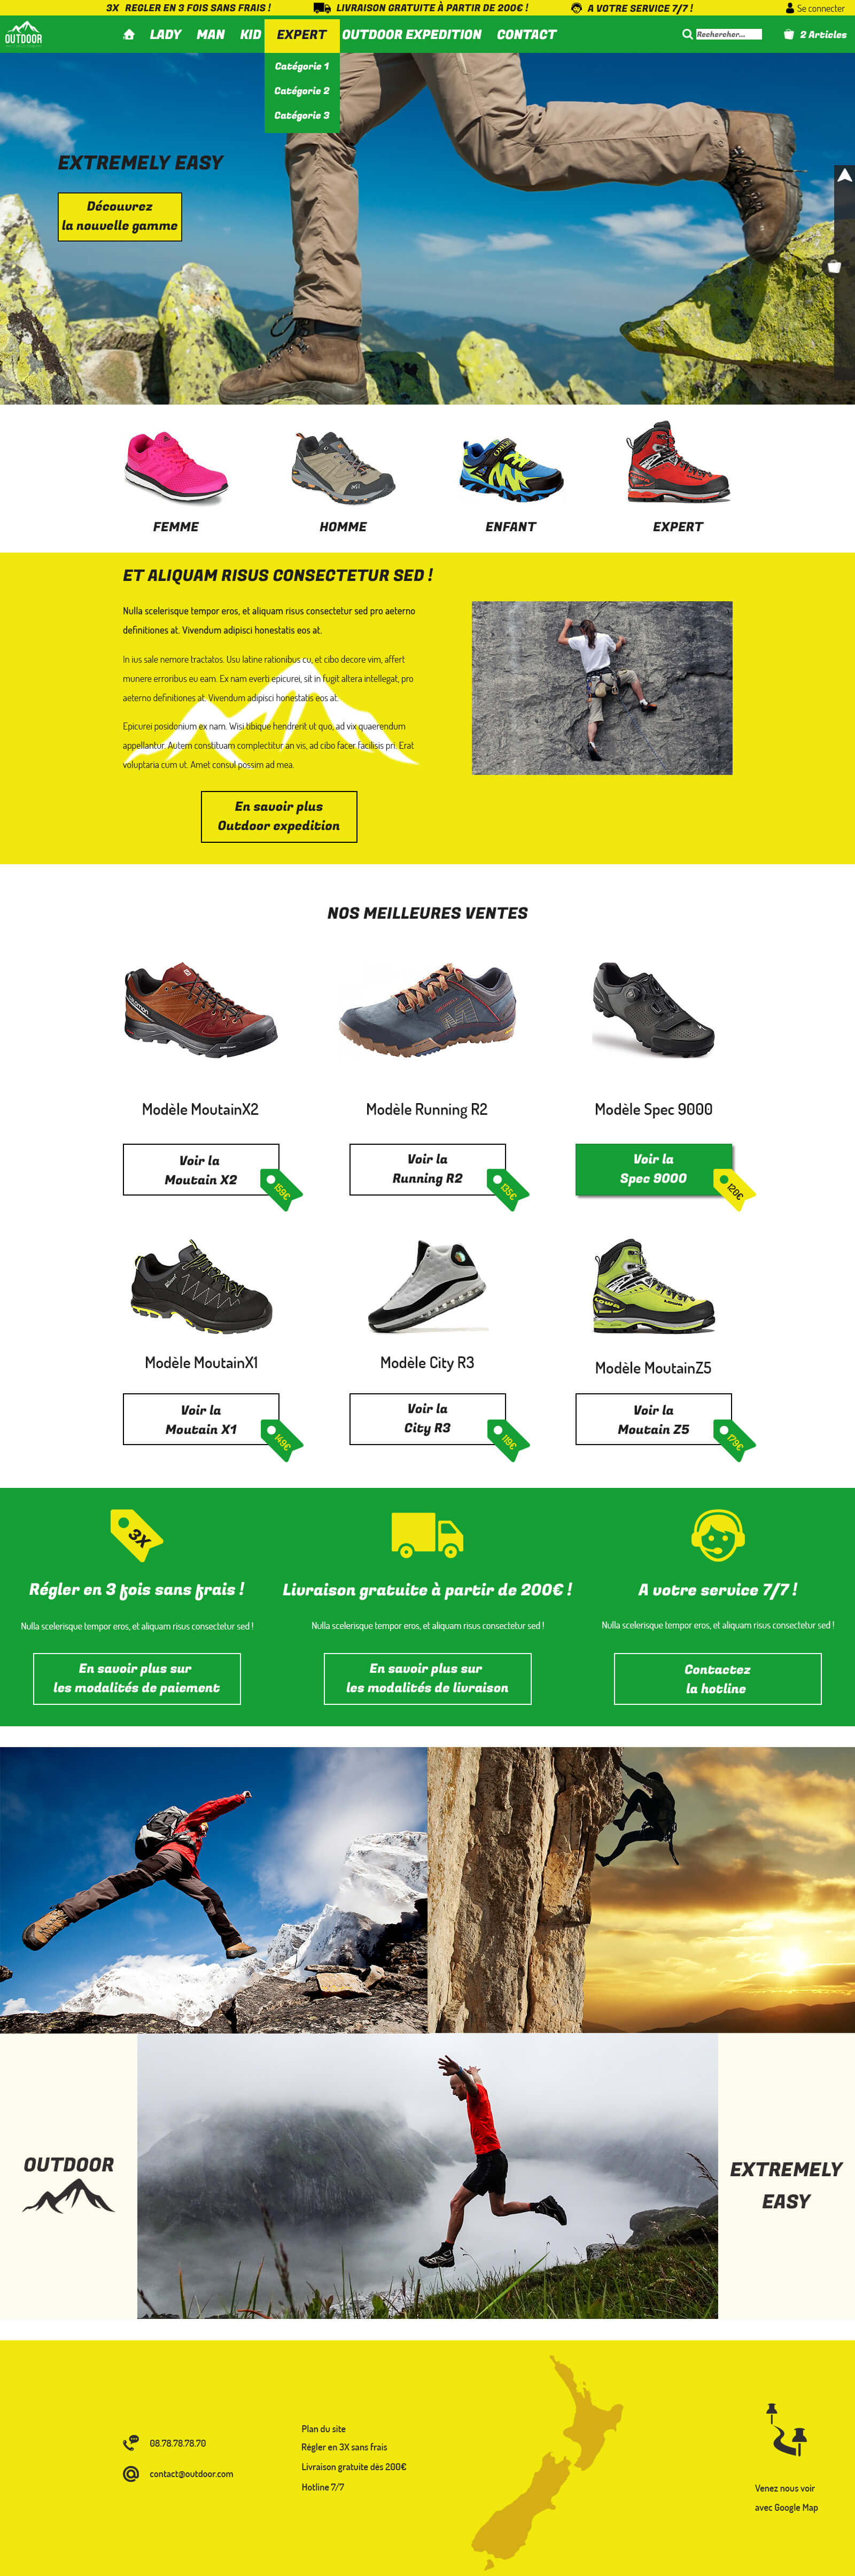 3X REGLER EN 3 FOIS SANS FRAIS !
LIVRAISON GRATUITE À PARTIR DE 200€ !
A VOTRE SERVICE 7/7 !
Se connecter
OUTDOOR
LADY
MAN
KID
EXPERT
OUTDOOR EXPEDITION
CONTACT
Rechercher...
2 Articles
Catégorie 1
Catégorie 2
Catégorie 3
EXTREMELY EASY
Découvrez
la nouvelle gamme
FEMME
HOMME
ENFANT
EXPERT
ET ALIQUAM RISUS CONSECTETUR SED !
Nulla scelerisque tempor eros, et aliquam risus consectetur sed pro aeterno
definitiones at. Vivendum adipisci honestatis eos at.
In ius sale nemore tractatos. Usu latine rationibus cu, et cibo decore vim, affert
munere erroribus eu eam. Ex nam everti epicurei, sit in fugit altera intellegat, pro
aeterno definitiones at. Vivendum adipisci honestatis eos at.
Epicurei posidonium ex nam. Wisi tibique hendrerit ut quo, ad vix quaerendum
appellantur. Autem constituam complectitur an vis, ad cibo facer facilisis pri. Erat
voluptaria cum ut. Amet consul possim ad mea.
En savoir plus
Outdoor expedition
NOS MEILLEURES VENTES
SALOMON
Modèle MoutainX2
Modèle Running R2
Modèle Spec 9000
Voir la
Moutain X2
159€
Voir la
Running R2
135€
Voir la
Spec 9000
120€
LOWA
Modèle MoutainX1
Modèle City R3
Modèle MoutainZ5
Voir la
Moutain X1
149€
Voir la
City R3
119€
Voir la
Moutain Z5
179€
3X
Régler en 3 fois sans frais !
Livraison gratuite à partir de 200€ !
A votre service 7/7 !
Nulla scelerisque tempor eros, et aliquam risus consectetur sed !
Nulla scelerisque tempor eros, et aliquam risus consectetur sed !
Nulla scelerisque tempor eros, et aliquam risus consectetur sed !
En savoir plus sur
les modalités de paiement
En savoir plus sur
les modalités de livraison
Contactez
la hotline
OUTDOOR
EXTREMELY
EASY
08.78.78.78.70
contact@outdoor.com
Plan du site
Régler en 3X sans frais
Livraison gratuite dès 200€
Hotline 7/7
Venez nous voir
avec Google Map